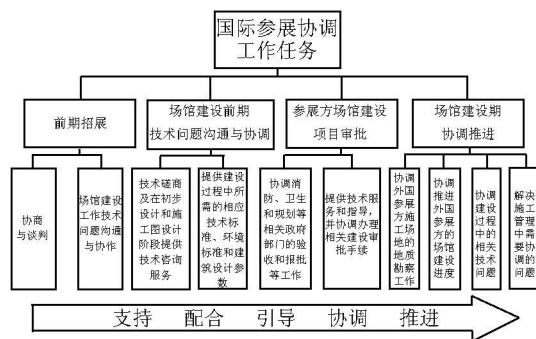 国际参展协调
工作任务
前期招展
场馆建设前期
技术问题沟通与协调
参展方场馆建设
项目审批
场馆建设期
协调推进
协商
与谈判
场馆建设
工作技术
问题沟通
与协作
技术磋商
及在初步
设计和施
工图设计
阶段提供
技术咨询
服务
提供建设
过程中所
需的相应
技术标
准、环境
标准和建
筑设计参
数
协调消
防、卫生
和规划等
相关政府
部门的验
收和报批
等工作
提供技术服
务和指导,
并协助办理
相关建设审
批手续
协调
外国
参展
方施
工场
地的
地质
勘察
工作
协调
推进
外国
参展
方的
场馆
建设
进度
协调
建设
过程
中的
相关
技术
问题
解决
施工
管理
中需
要协
调的
问题
支持 配合 引导 协调 推进